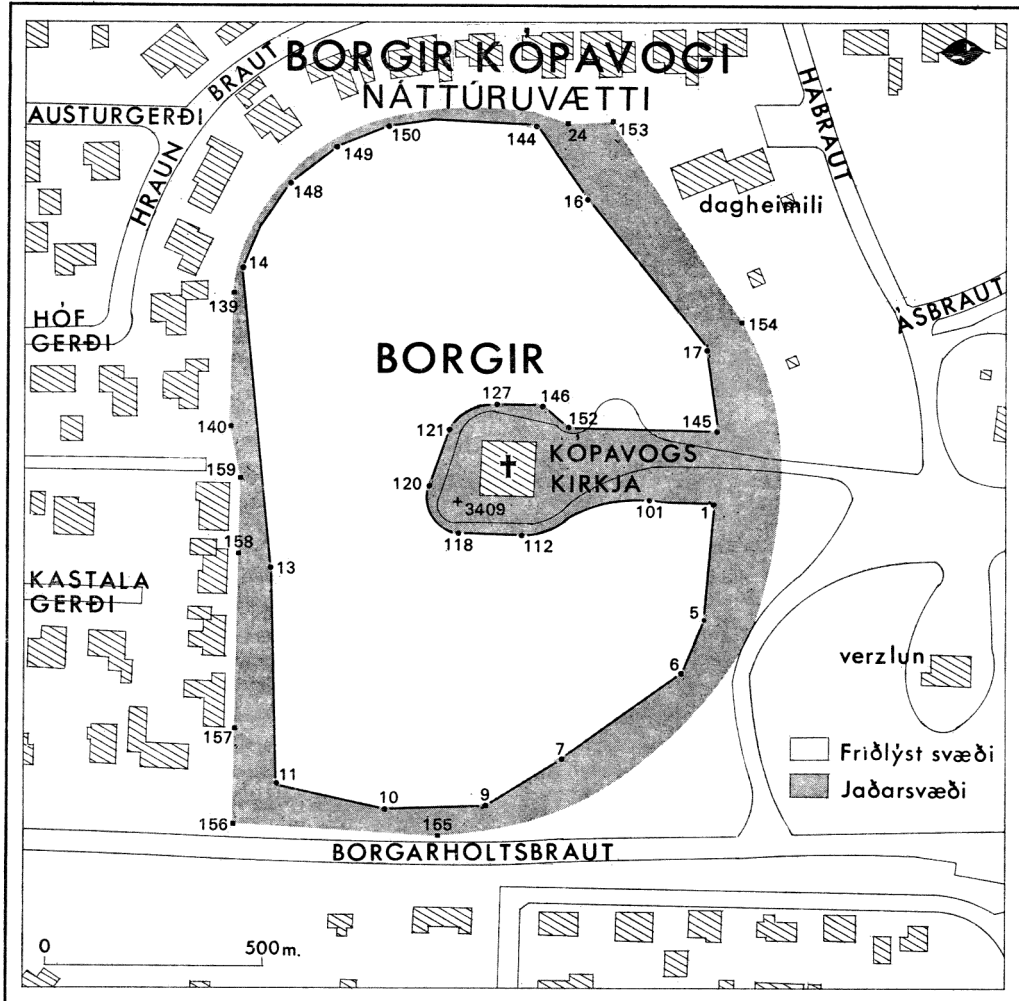 BORGIR KÓPAVOGI
NÁTTÚRUVÆTTI
BRAUT
HRAUN
AUSTURGERÐI
HÁBRAUT
150
144
24
153
149
148
16
dagheimili
14
139
HÓF
GERÐI
ÁSBRAUT
154
17
BORGIR
127
146
152
145
121
140
KÓPAVOGS
KIRKJA
159
120
3409
101
1
118
112
158
13
KASTALA
GERÐI
5
6
verzlun
157
7
Friðlýst svæði
Jaðarsvæði
11
10
9
156
155
BORGARHOLTSBRAUT
0 500 m.